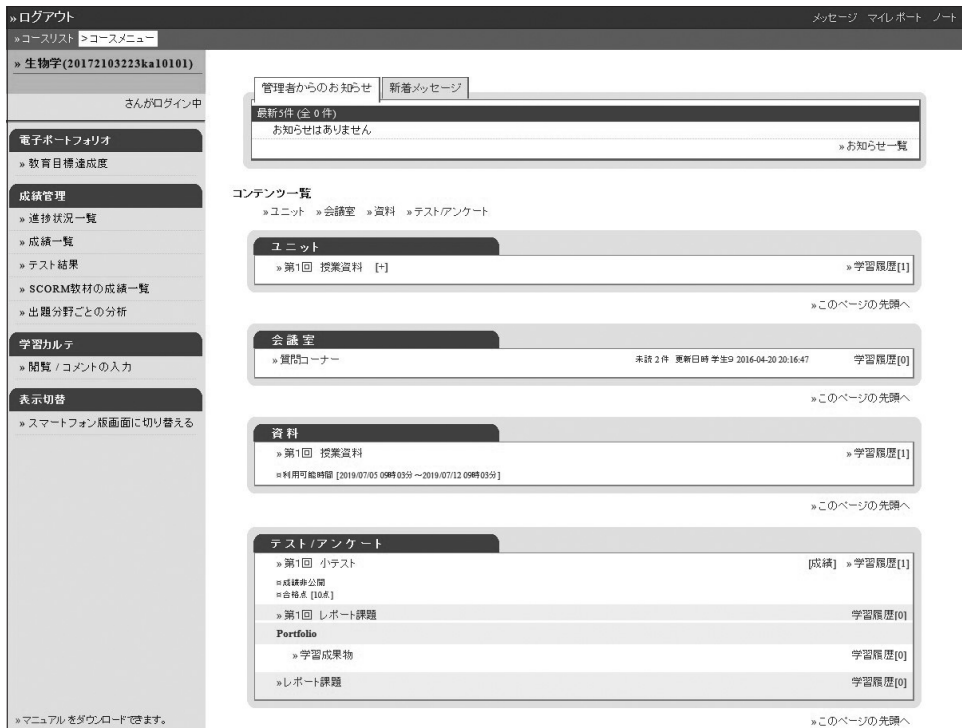 »ログアウト
メッセージ マイレポート ノート
»コースリスト >コースメニュー
»生物学(20172103223ka10101)
さんがログイン中
電子ポートフォリオ
»教育目標達成度
成績管理
»進捗状況一覧
»成績一覧
»テスト結果
»SCORM教材の成績一覧
»出題分野ごとの分析
学習カルテ
»閲覧/コメントの入力
表示切替
»スマートフォン版画面に切り替える
»マニュアルをダウンロードできます。
管理者からのお知らせ 新着メッセージ
最新5件(全 0 件)
お知らせはありません
»お知らせ一覧
コンテンツ一覧
»ユニット »会議室 »資料 »テスト/アンケート
ユニット
»第1回 授業資料 [+] »学習履歴[1]
»このページの先頭へ
会議室
»質問コーナー 未読 2件 更新日時 学生9 2016-04-20 20:16:47 学習履歴[0]
»このページの先頭へ
資料
»第1回 授業資料 »学習履歴[1]
¤利用可能時間 [2019/07/05 09時03分～2019/07/12 09時03分]
»このページの先頭へ
テスト/アンケート
»第1回 小テスト [成績] »学習履歴[1]
¤成績非公開
¤合格点 [10点]
»第1回 レポート課題 学習履歴[0]
Portfolio
»学習成果物 学習履歴[0]
»レポート課題 学習履歴[0]
»このページの先頭へ